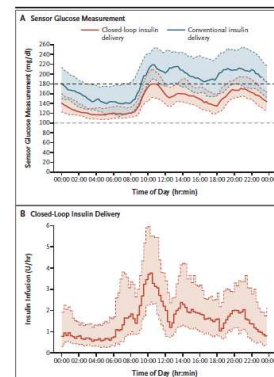 A Sensor Glucose Measurement
Closed-loop insulin delivery
Conventional insulin delivery
Sensor Glucose Measurement (mg/dl)
260
240
220
200
180
160
140
120
100
80
60
40
20
0
00:00 02:00 04:00 06:00 08:00 10:00 12:00 14:00 16:00 18:00 20:00 22:00 00:00
Time of Day (hr:min)
B Closed-Loop Insulin Delivery
Insulin Infusion (U/hr)
6
5
4
3
2
1
0
00:00 02:00 04:00 06:00 08:00 10:00 12:00 14:00 16:00 18:00 20:00 22:00 00:00
Time of Day (hr:min)